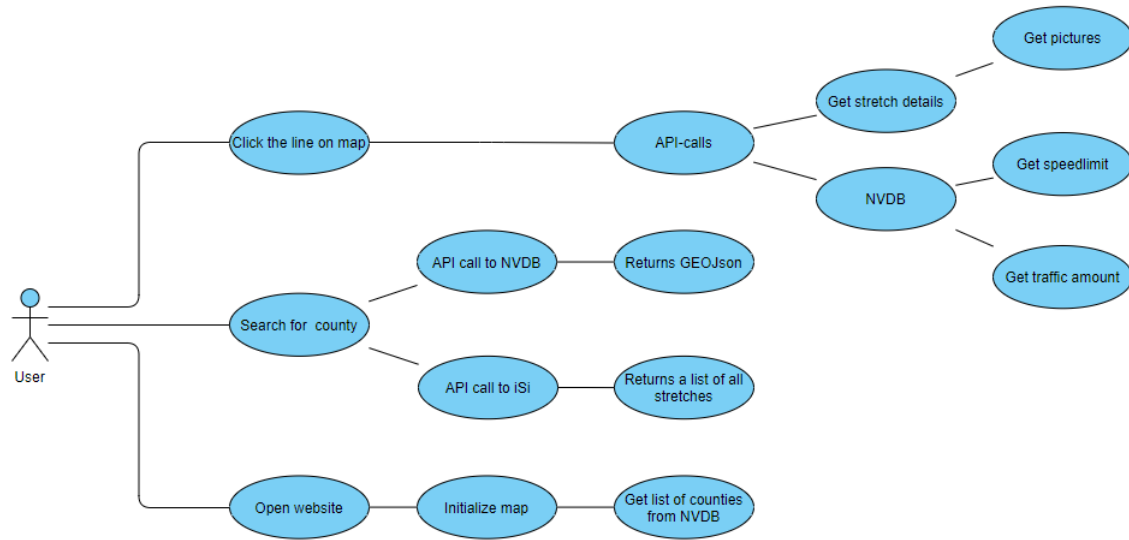 Get pictures
Get stretch details
Click the line on map
API-calls
Get speedlimit
NVDB
API call to NVDB
Returns GEOJson
Get traffic amount
Search for county
User
API call to iSi
Returns a list of all
stretches
Open website
Initialize map
Get list of counties
from NVDB